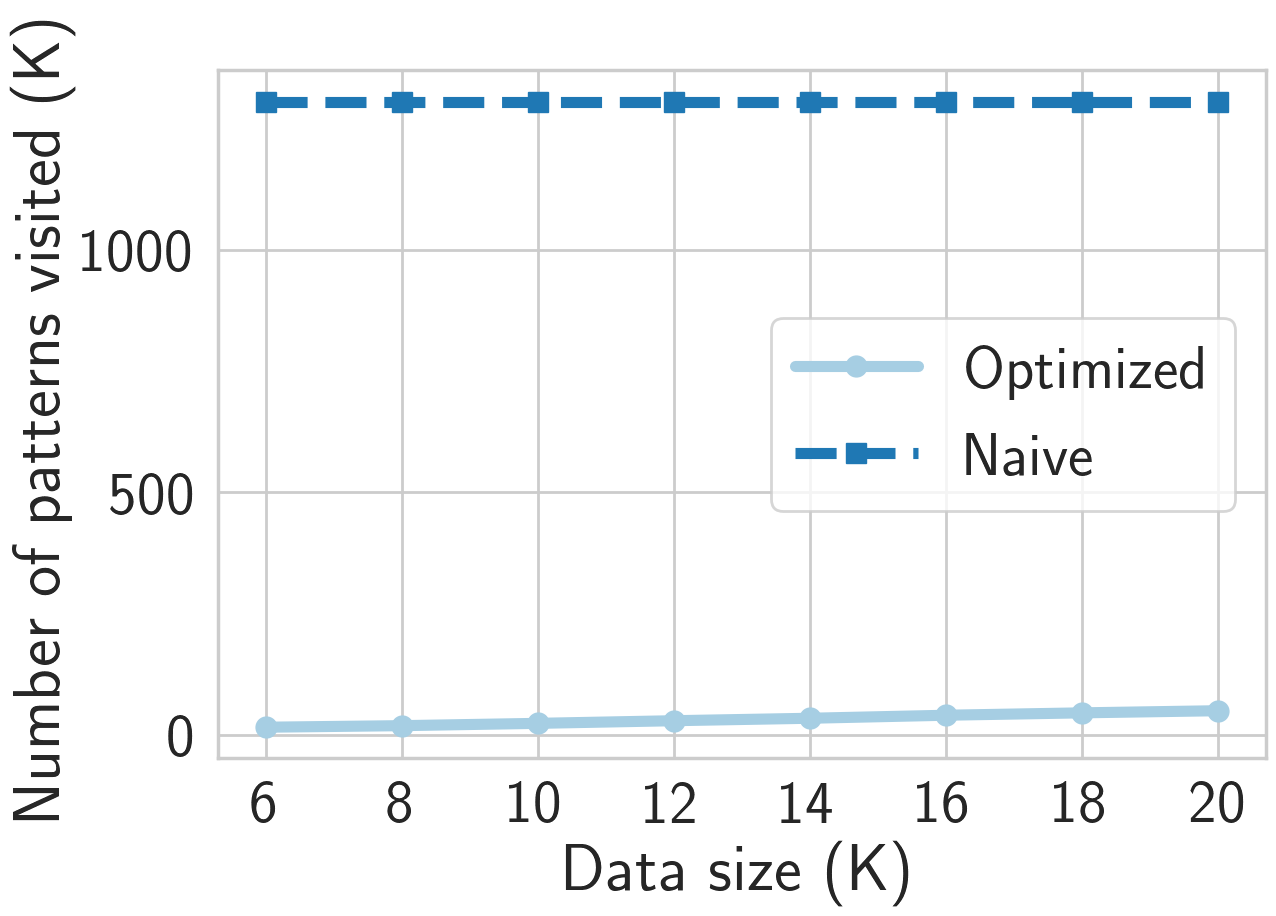 Number of patterns visited (K)
1000
500
0
Optimized
Naive
6 8 10 12 14 16 18 20
Data size (K)